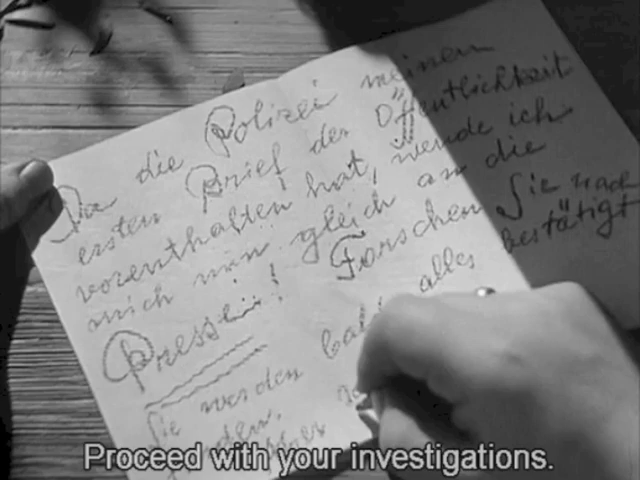 Da die Polizei meinen
ersten Brief der Öffentlichkeit
vorenthalten hat, wende ich
mich nun gleich an die
Presse! Forschen Sie nach
Sie werden bald alles bestätigt
Proceed with your investigations.